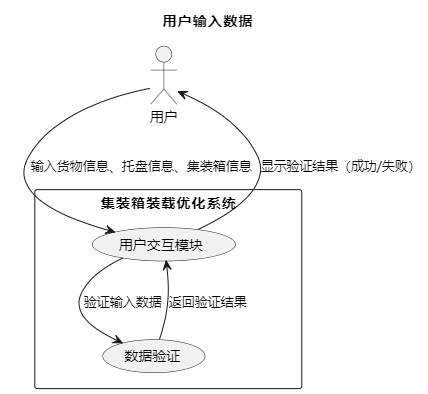 用户输入数据
用户
输入货物信息、托盘信息、集装箱信息
显示验证结果（成功/失败）
集装箱装载优化系统
用户交互模块
验证输入数据
返回验证结果
数据验证